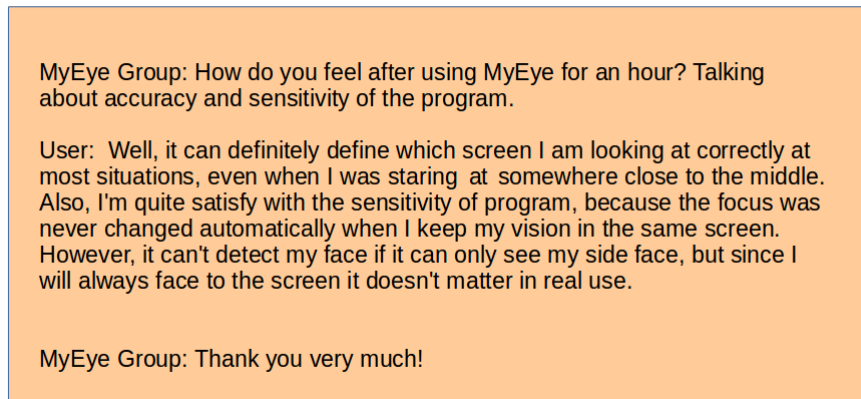 MyEye Group: How do you feel after using MyEye for an hour? Talking
about accuracy and sensitivity of the program.
User:  Well, it can definitely define which screen I am looking at correctly at
most situations, even when I was staring  at  somewhere close to the middle.
Also, I'm quite satisfy with the sensitivity of program, because the focus was
never changed automatically when I keep my vision in the same screen.
However, it can't detect my face if it can only see my side face, but since I
will always face to the screen it doesn't matter in real use.
MyEye Group: Thank you very much!